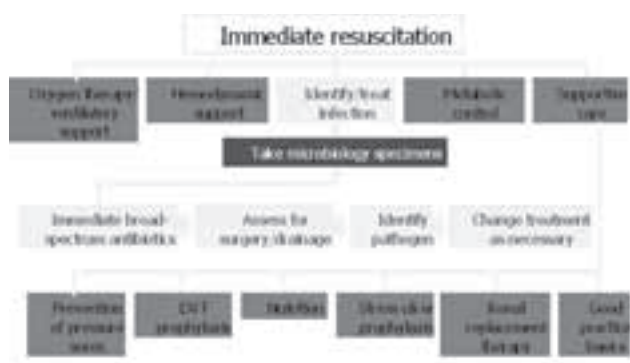 Immediate resuscitation
Oxygen therapy
ventilatory
support
Hemodynamic
support
Identify/treat
infection
Metabolic
control
Supportive
care
Take microbiology specimens
Immediate broad-
spectrum antibiotics
Assess for
surgery/drainage
Identify
pathogen
Change treatment
as necessary
Prevention
of pressure
sores
DVT
prophylaxis
Nutrition
Stress ulcer
prophylaxis
Renal
replacement
therapy
Good
practice